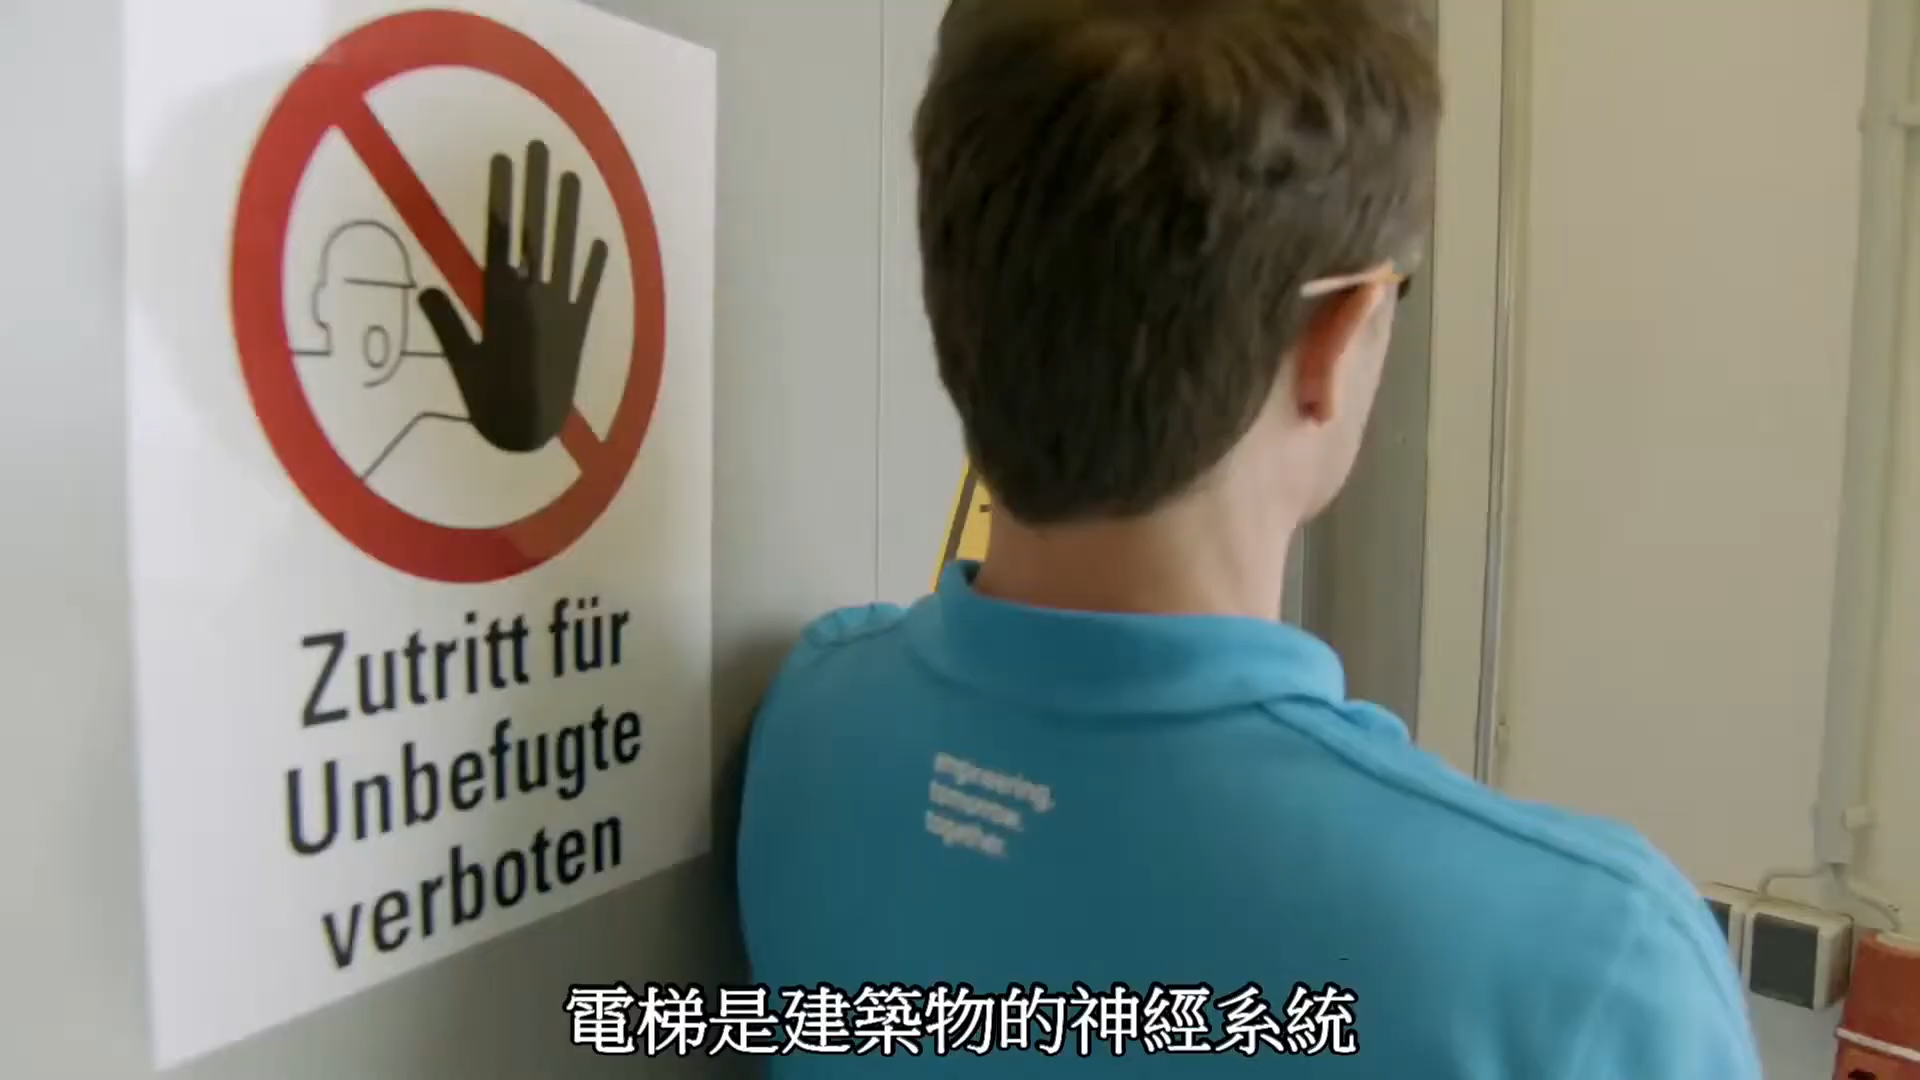 Zutritt für
Unbefugte
verboten
engineering.
tomorrow.
together.
電梯是建築物的神經系統